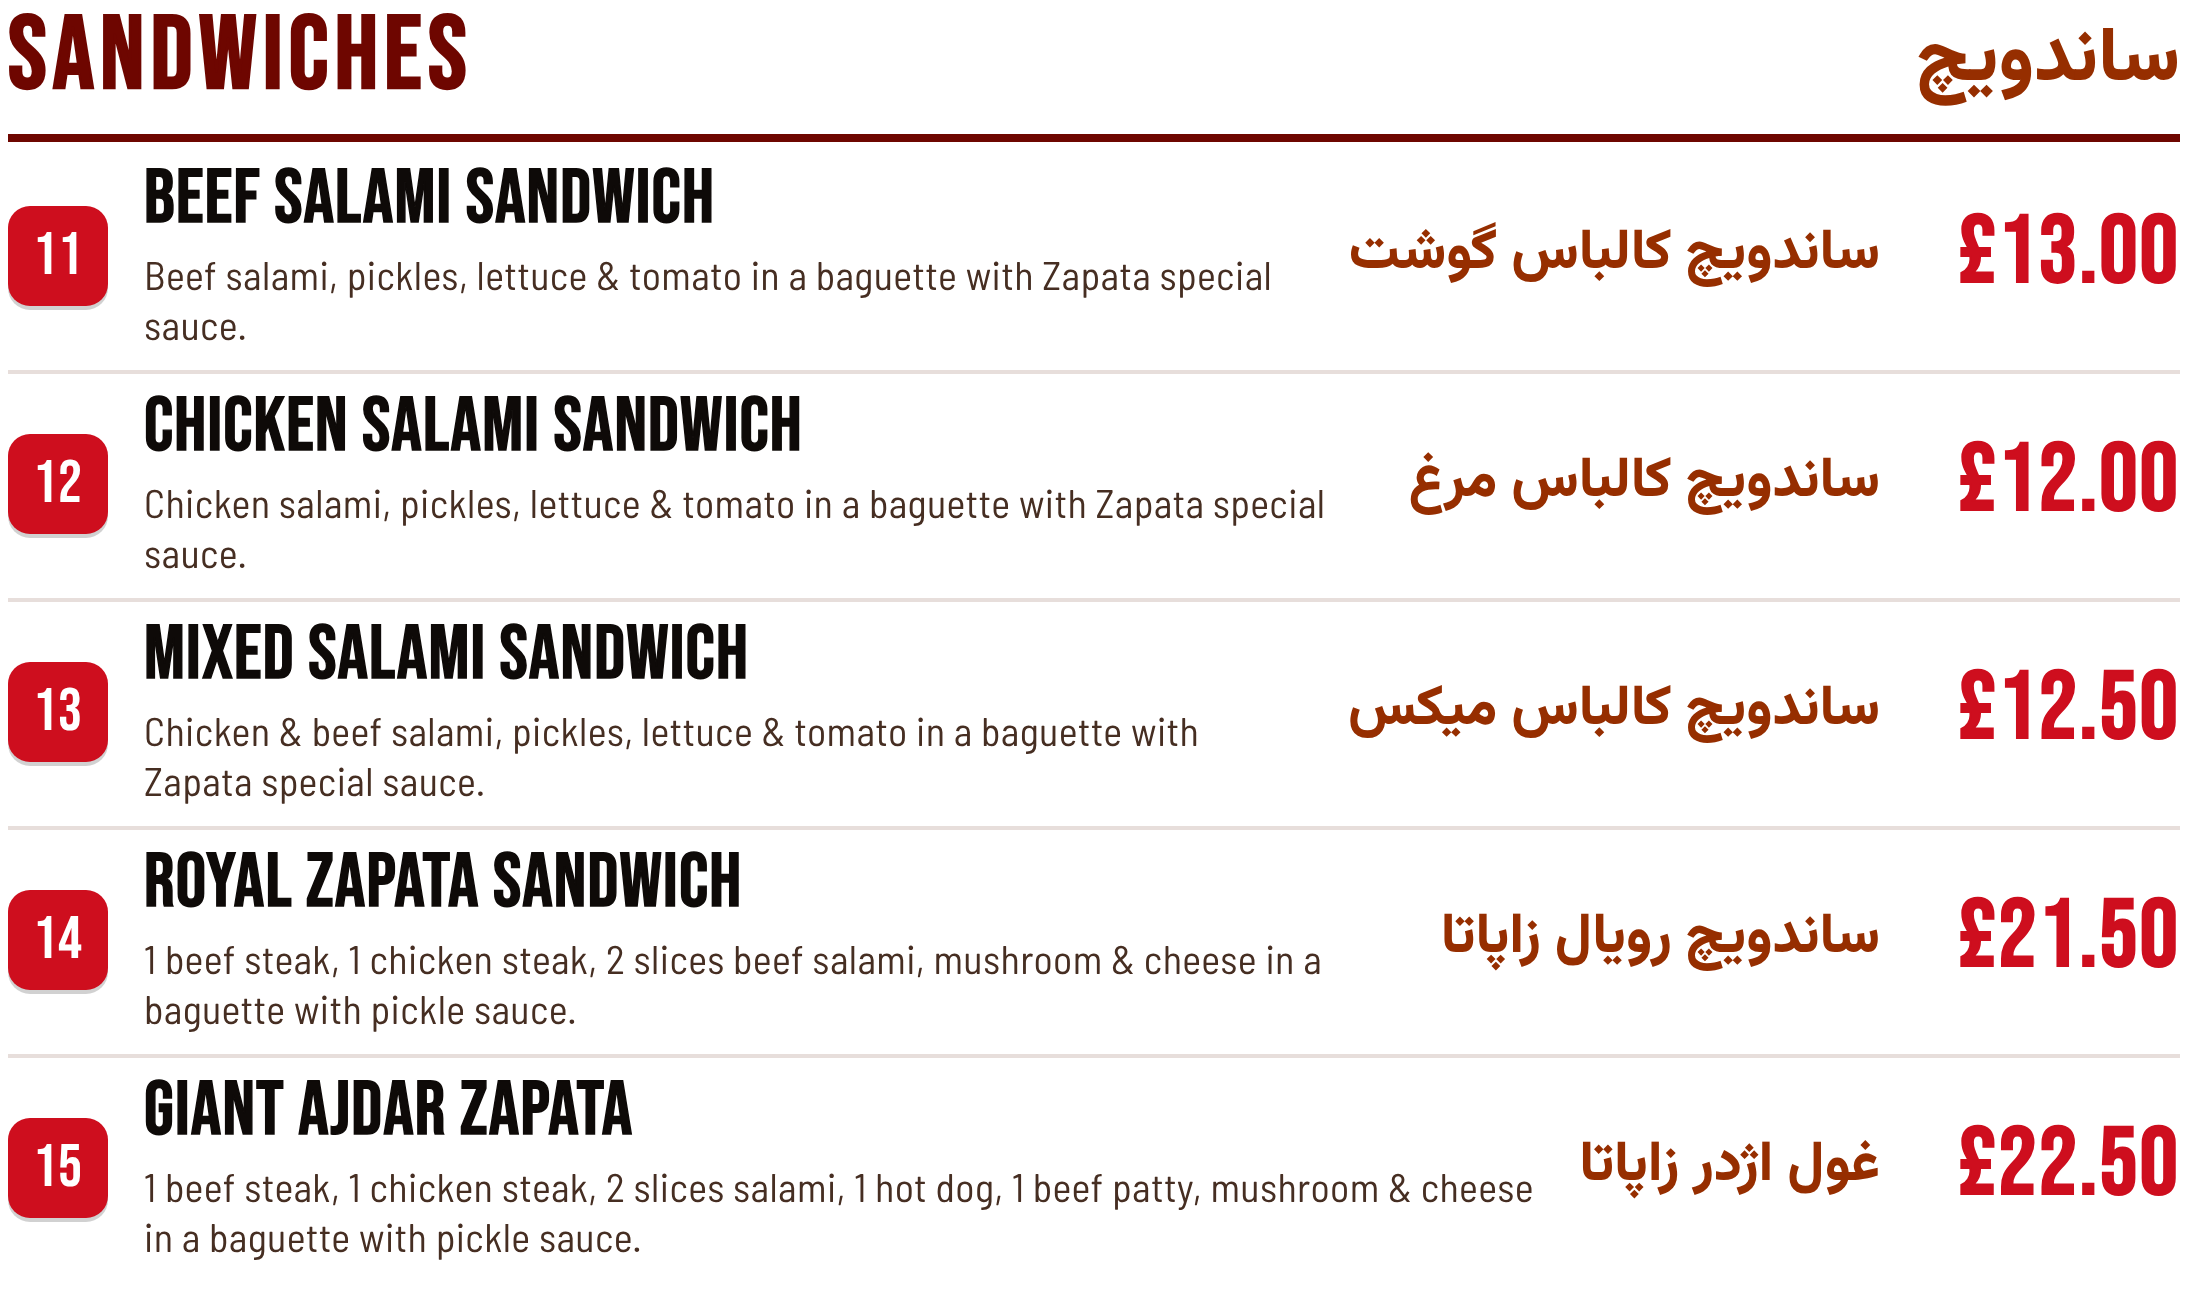 SANDWICHES
ساندویچ
11
BEEF SALAMI SANDWICH
Beef salami, pickles, lettuce & tomato in a baguette with Zapata special
sauce.
ساندویچ کالباس گوشت
£13.00
12
CHICKEN SALAMI SANDWICH
Chicken salami, pickles, lettuce & tomato in a baguette with Zapata special
sauce.
ساندویچ کالباس مرغ
£12.00
13
MIXED SALAMI SANDWICH
Chicken & beef salami, pickles, lettuce & tomato in a baguette with
Zapata special sauce.
ساندویچ کالباس میکس
£12.50
14
ROYAL ZAPATA SANDWICH
1 beef steak, 1 chicken steak, 2 slices beef salami, mushroom & cheese in a
baguette with pickle sauce.
ساندویچ رویال زاپاتا
£21.50
15
GIANT AJDAR ZAPATA
1 beef steak, 1 chicken steak, 2 slices salami, 1 hot dog, 1 beef patty, mushroom & cheese
in a baguette with pickle sauce.
غول اژدر زاپاتا
£22.50